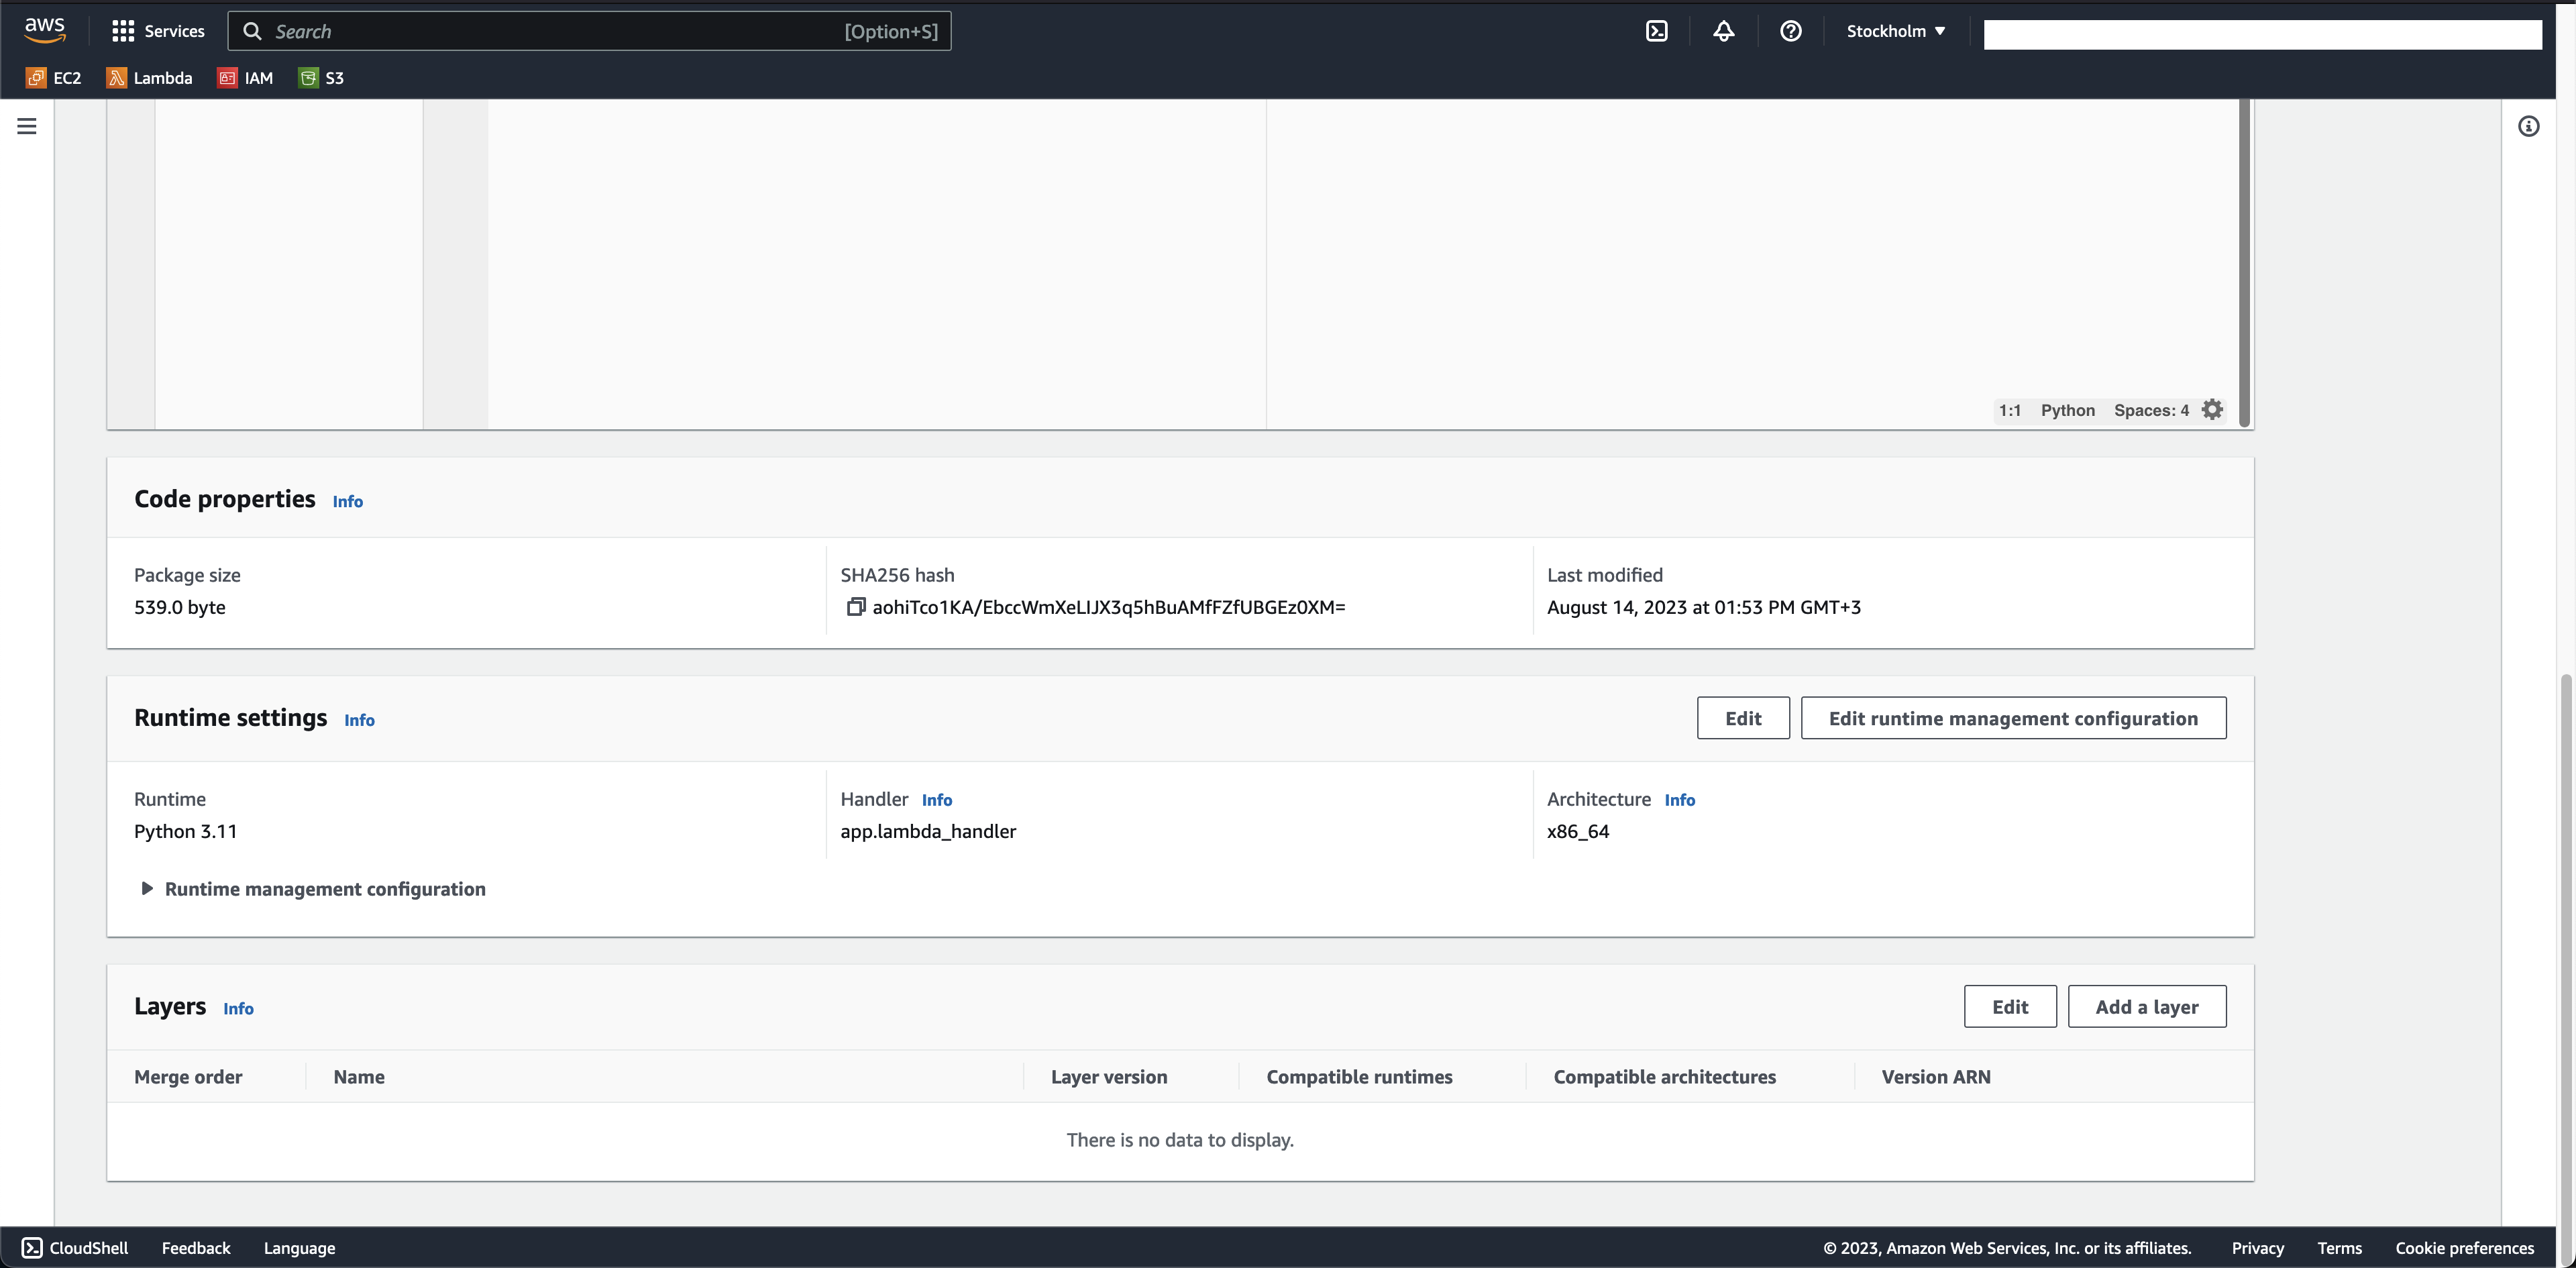 aws Services Search [Option+S] Stockholm ▼
EC2 Lambda IAM S3
1:1 Python Spaces: 4
Code properties Info
Package size SHA256 hash Last modified
539.0 byte aohiTco1KA/EbccWmXeLIJX3q5hBuAMfFZfUBGEz0XM= August 14, 2023 at 01:53 PM GMT+3
Runtime settings Info Edit Edit runtime management configuration
Runtime Handler Info Architecture Info
Python 3.11 app.lambda_handler x86_64
Runtime management configuration
Layers Info Edit Add a layer
Merge order Name Layer version Compatible runtimes Compatible architectures Version ARN
There is no data to display.
CloudShell Feedback Language © 2023, Amazon Web Services, Inc. or its affiliates. Privacy Terms Cookie preferences